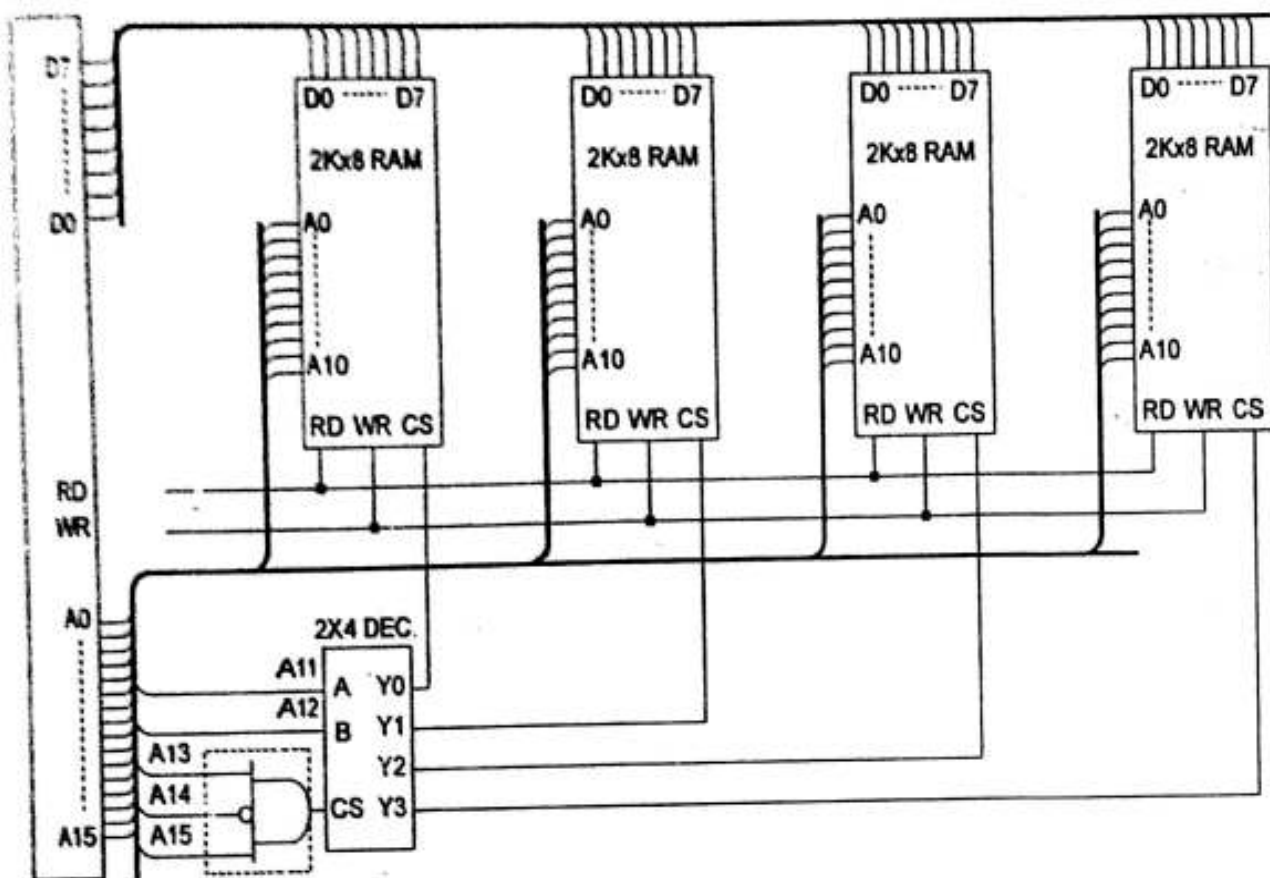 D7
D0
RD
WR
A0
A15
D0 D7
2Kx8 RAM
A0
A10
RD WR CS
D0 D7
2Kx8 RAM
A0
A10
RD WR CS
D0 D7
2Kx8 RAM
A0
A10
RD WR CS
D0 D7
2Kx8 RAM
A0
A10
RD WR CS
2X4 DEC.
A11
A12
A13
A14
A15
A Y0
B Y1
Y2
CS Y3